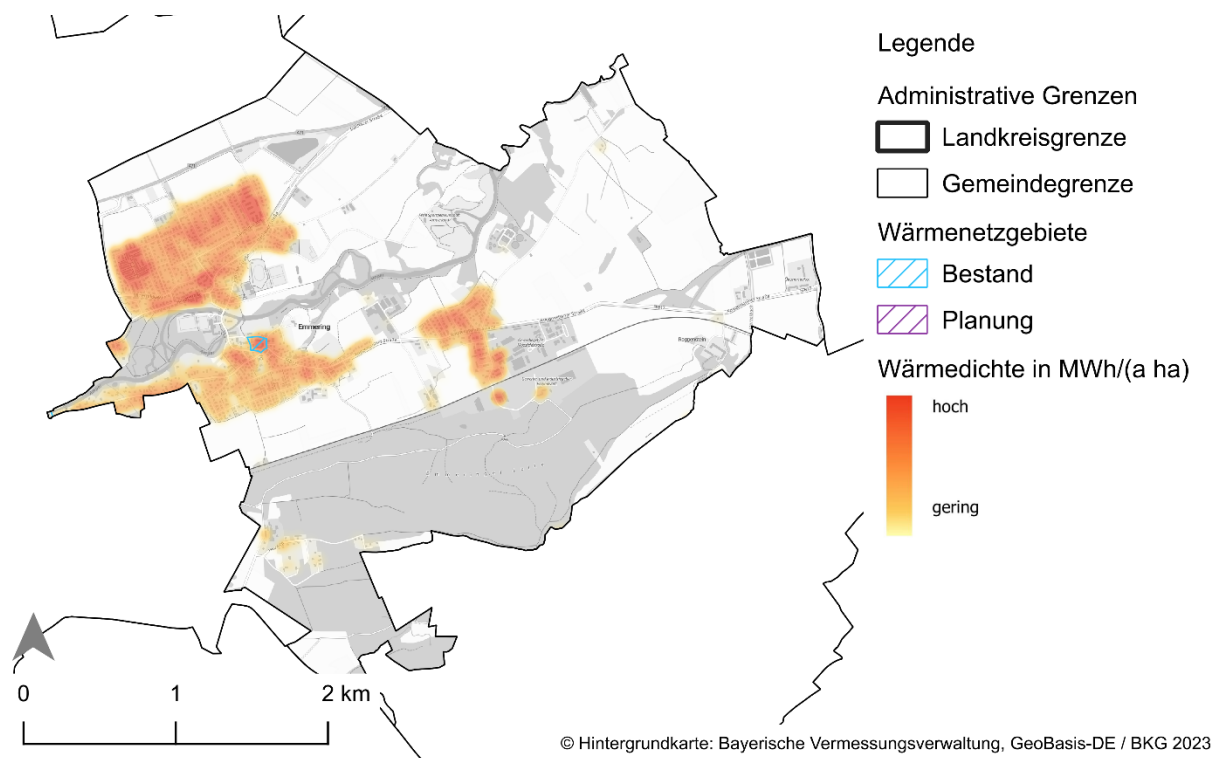 Legende
Administrative Grenzen
Landkreisgrenze
Gemeindegrenze
Wärmenetzgebiete
Bestand
Planung
Wärmedichte in MWh/(a ha)
hoch
gering
Emmering
Roggenstein
0 1 2 km
© Hintergrundkarte: Bayerische Vermessungsverwaltung, GeoBasis-DE / BKG 2023